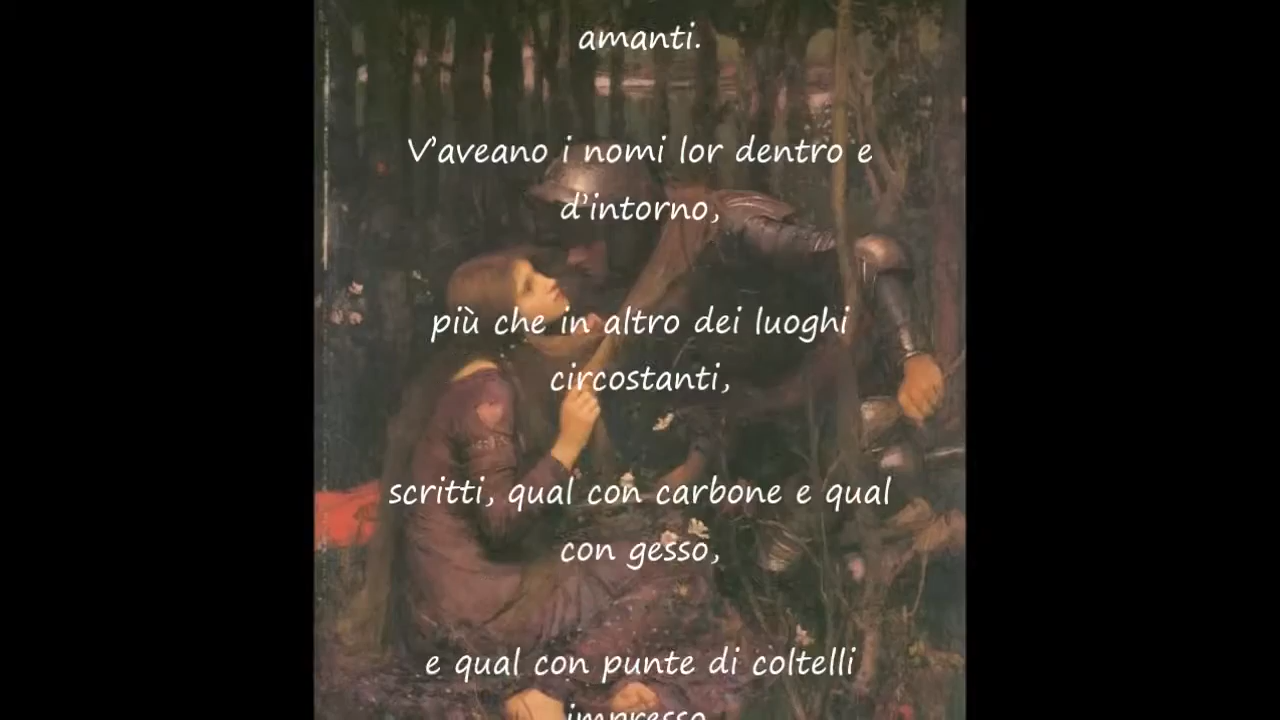 amanti.
V'aveano i nomi lor dentro e
d'intorno,
più che in altro dei luoghi
circostanti,
scritti, qual con carbone e qual
con gesso,
e qual con punte di coltelli
impresso.